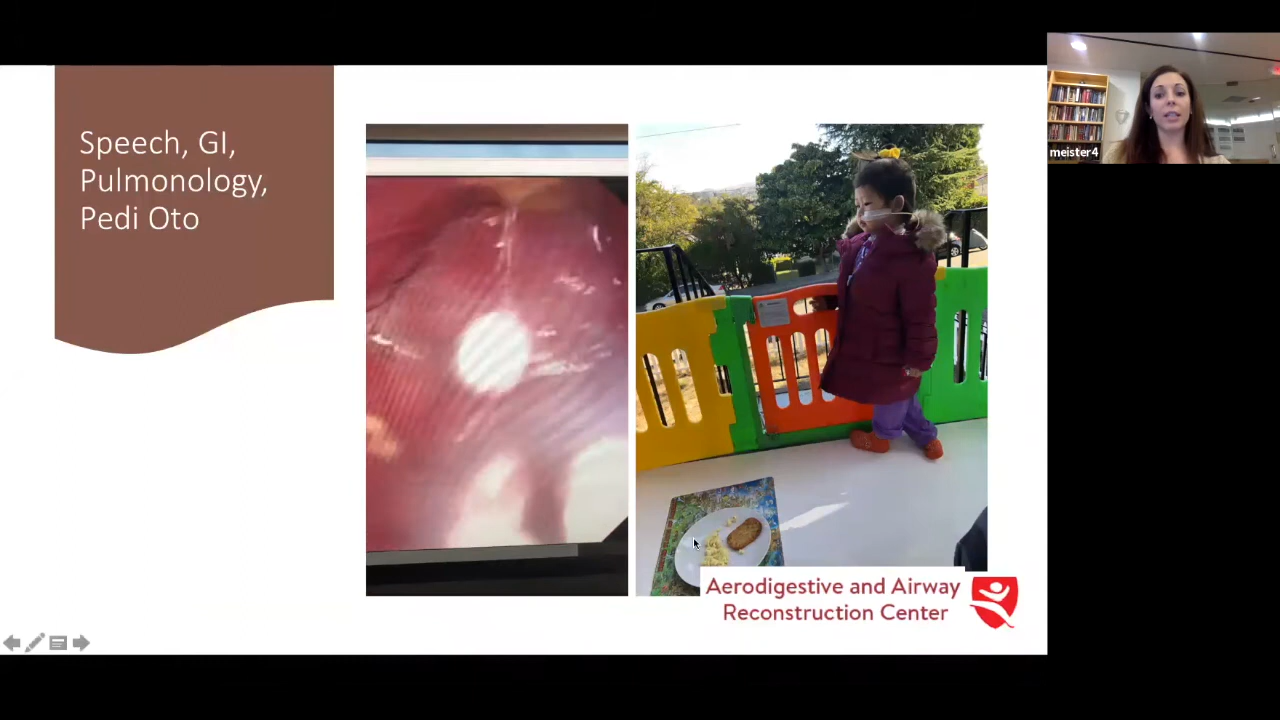 Speech, GI,
Pulmonology,
Pedi Oto
meister4
Aerodigestive and Airway
Reconstruction Center